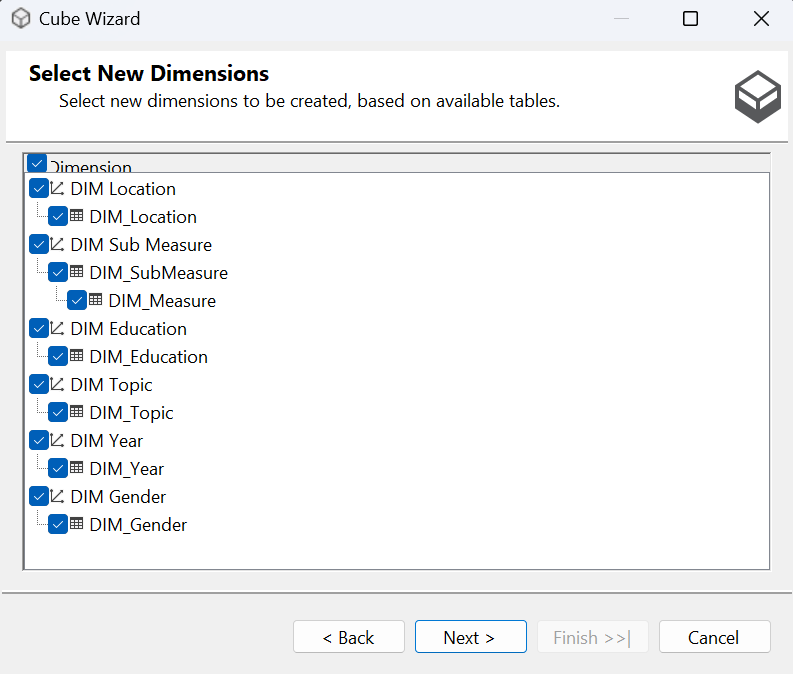 Cube Wizard
Select New Dimensions
Select new dimensions to be created, based on available tables.
Dimension
DIM Location
DIM_Location
DIM Sub Measure
DIM_SubMeasure
DIM_Measure
DIM Education
DIM_Education
DIM Topic
DIM_Topic
DIM Year
DIM_Year
DIM Gender
DIM_Gender
< Back Next > Finish >>| Cancel